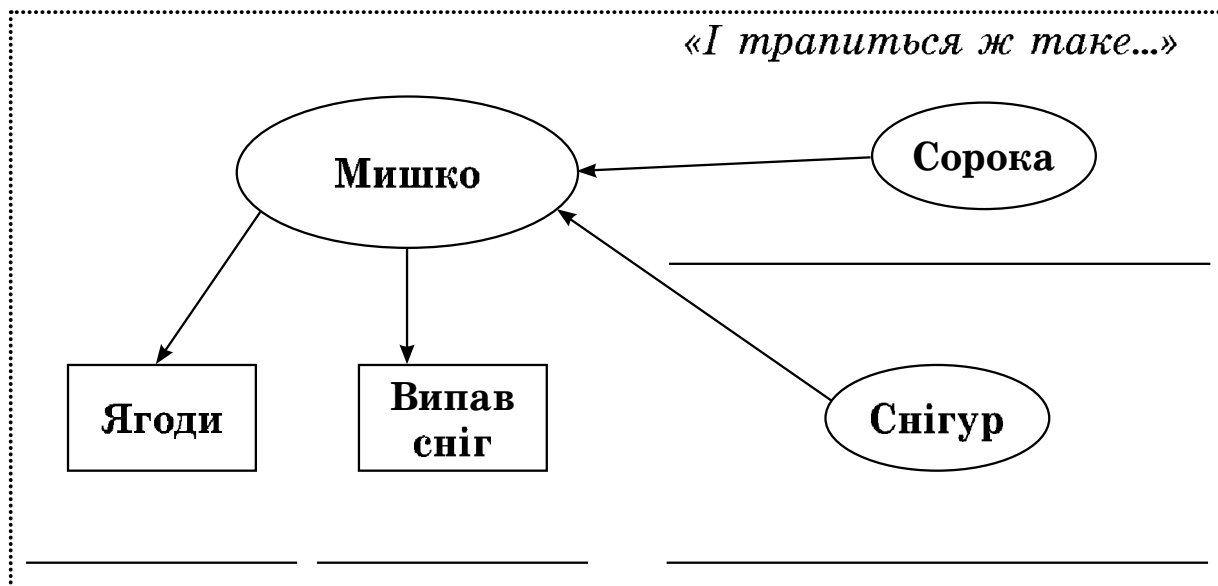 «І трапиться ж таке...»
Мишко
Сорока
Ягоди
Випав
сніг
Снігур